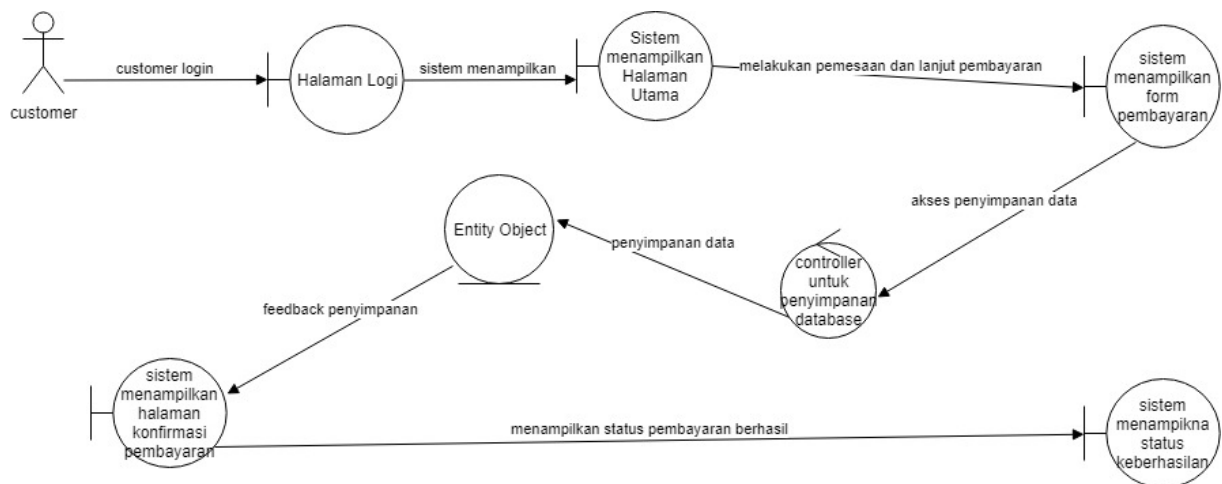 customer
customer login
Halaman Logi
sistem menampilkan
Sistem
menampilkan
Halaman
Utama
melakukan pemesaan dan lanjut pembayaran
sistem
menampilkan
form
pembayaran
akses penyimpanan data
controller
untuk
penyimpanan
database
penyimpanan data
Entity Object
feedback penyimpanan
sistem
menampilkan
halaman
konfirmasi
pembayaran
menampilkan status pembayaran berhasil
sistem
menampikna
status
keberhasilan